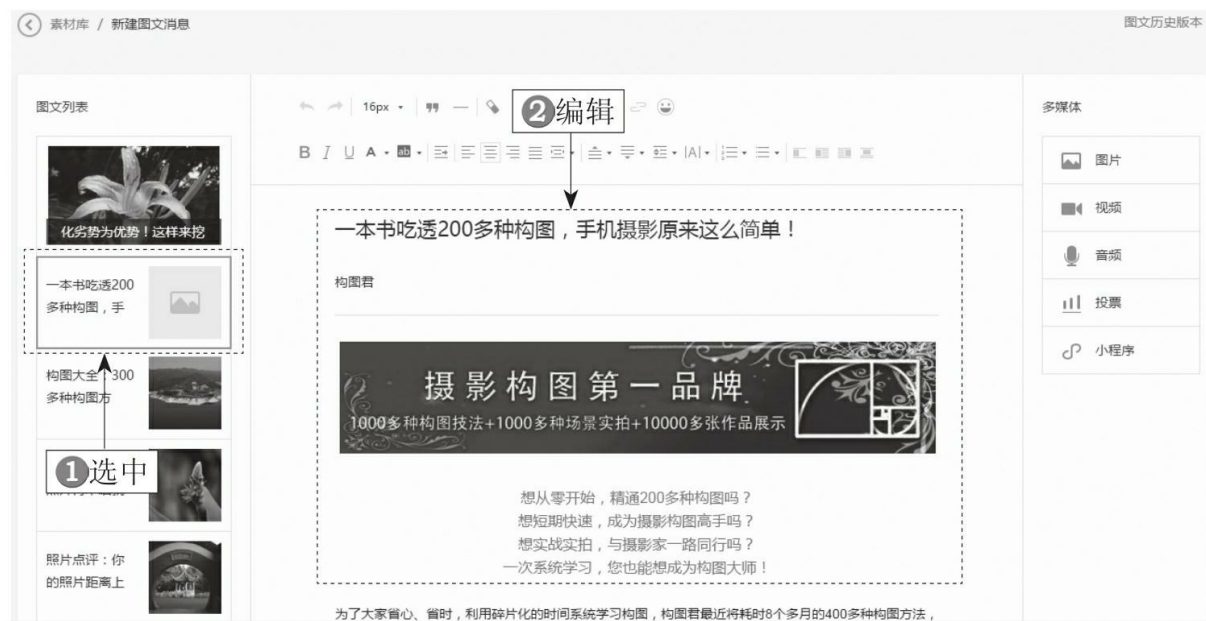 素材库 / 新建图文消息
图文历史版本
图文列表
化劣势为优势！这样来挖
一本书吃透200
多种构图，手
构图大全：300
多种构图方
①选中
照片点评：你
的照片距离上
16px
②编辑
B I U A
一本书吃透200多种构图，手机摄影原来这么简单！
构图君
摄影构图第一品牌
1000多种构图技法+1000多种场景实拍+10000多张作品展示
想从零开始，精通200多种构图吗？
想短期快速，成为摄影构图高手吗？
想实战实拍，与摄影家一路同行吗？
一次系统学习，您也能想成为构图大师！
为了大家省心、省时，利用碎片化的时间系统学习构图，构图君最近将耗时8个多月的400多种构图方法，
多媒体
图片
视频
音频
投票
小程序